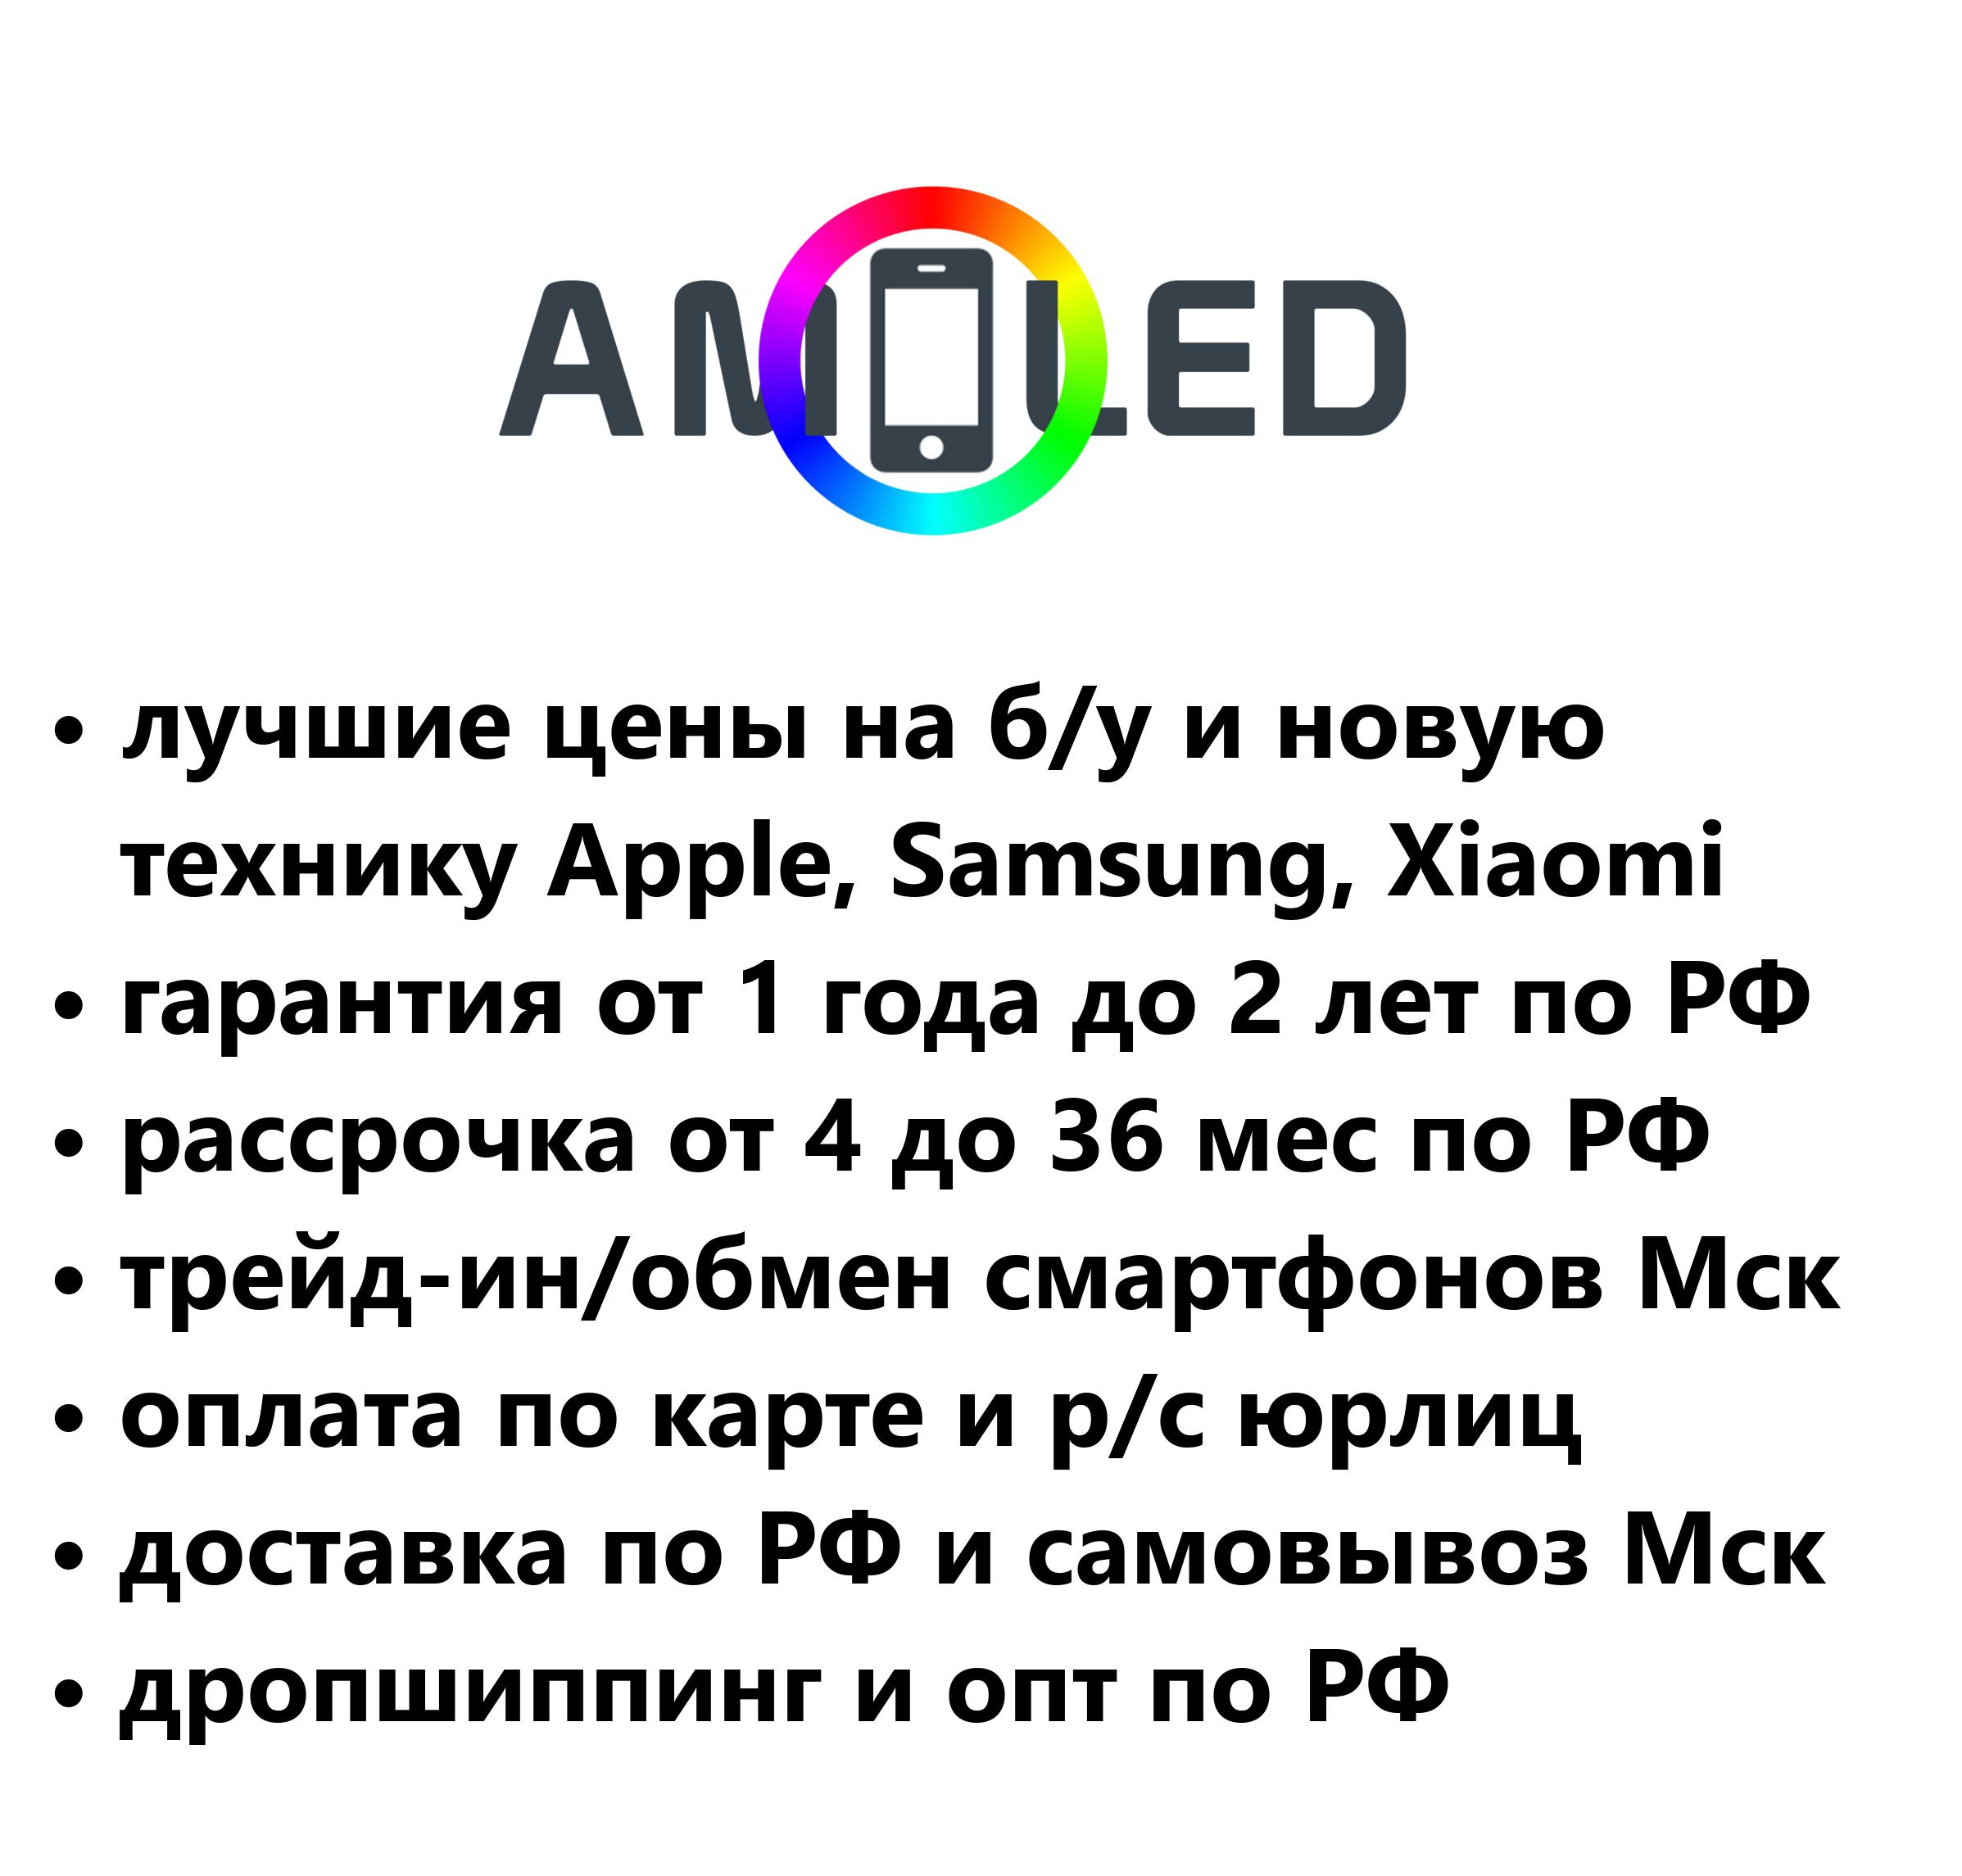 AMOLED
• лучшие цены на б/у и новую
технику Apple, Samsung, Xiaomi
• гарантия от 1 года до 2 лет по РФ
• рассрочка от 4 до 36 мес по РФ
• трейд-ин/обмен смартфонов Мск
• оплата по карте и р/с юрлиц
• доставка по РФ и самовывоз Мск
• дропшиппинг и опт по РФ